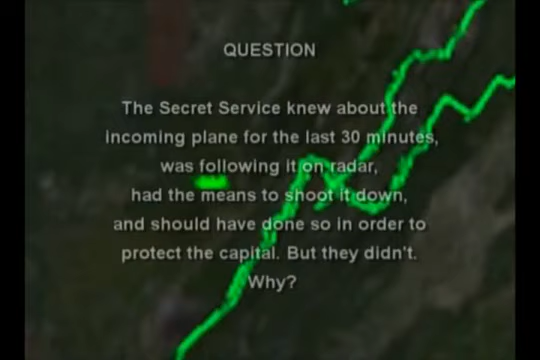 QUESTION
The Secret Service knew about the
incoming plane for the last 30 minutes,
was following it on radar,
had the means to shoot it down,
and should have done so in order to
protect the capital. But they didn't.
Why?